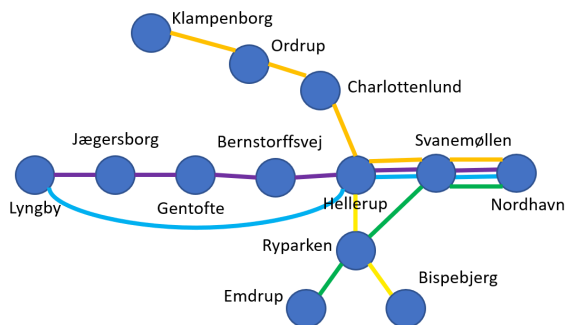 Klampenborg
Ordrup
Charlottenlund
Jægersborg
Bernstorffsvej
Svanemøllen
Lyngby
Gentofte
Hellerup
Nordhavn
Ryparken
Bispebjerg
Emdrup